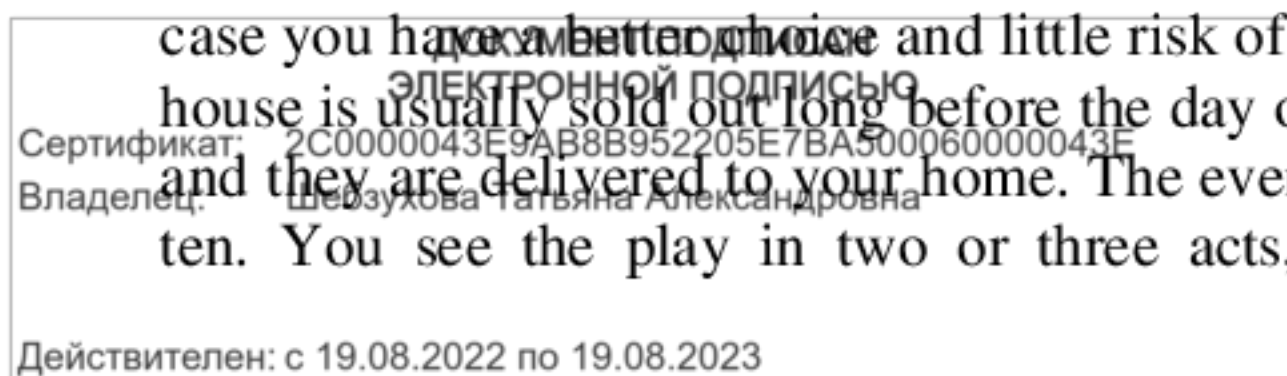 case you have a better choice and little risk of
ДОКУМЕНТ ПОДПИСАН
ЭЛЕКТРОННОЙ ПОДПИСЬЮ
house is usually sold out long before the day
Сертификат: 2C0000043E9AB8B952205E7BA500060000043E
and they are delivered to your home. The
Владелец: Шебзухова Татьяна Александровна
ten. You see the play in two or three acts,
Действителен: с 19.08.2022 по 19.08.2023